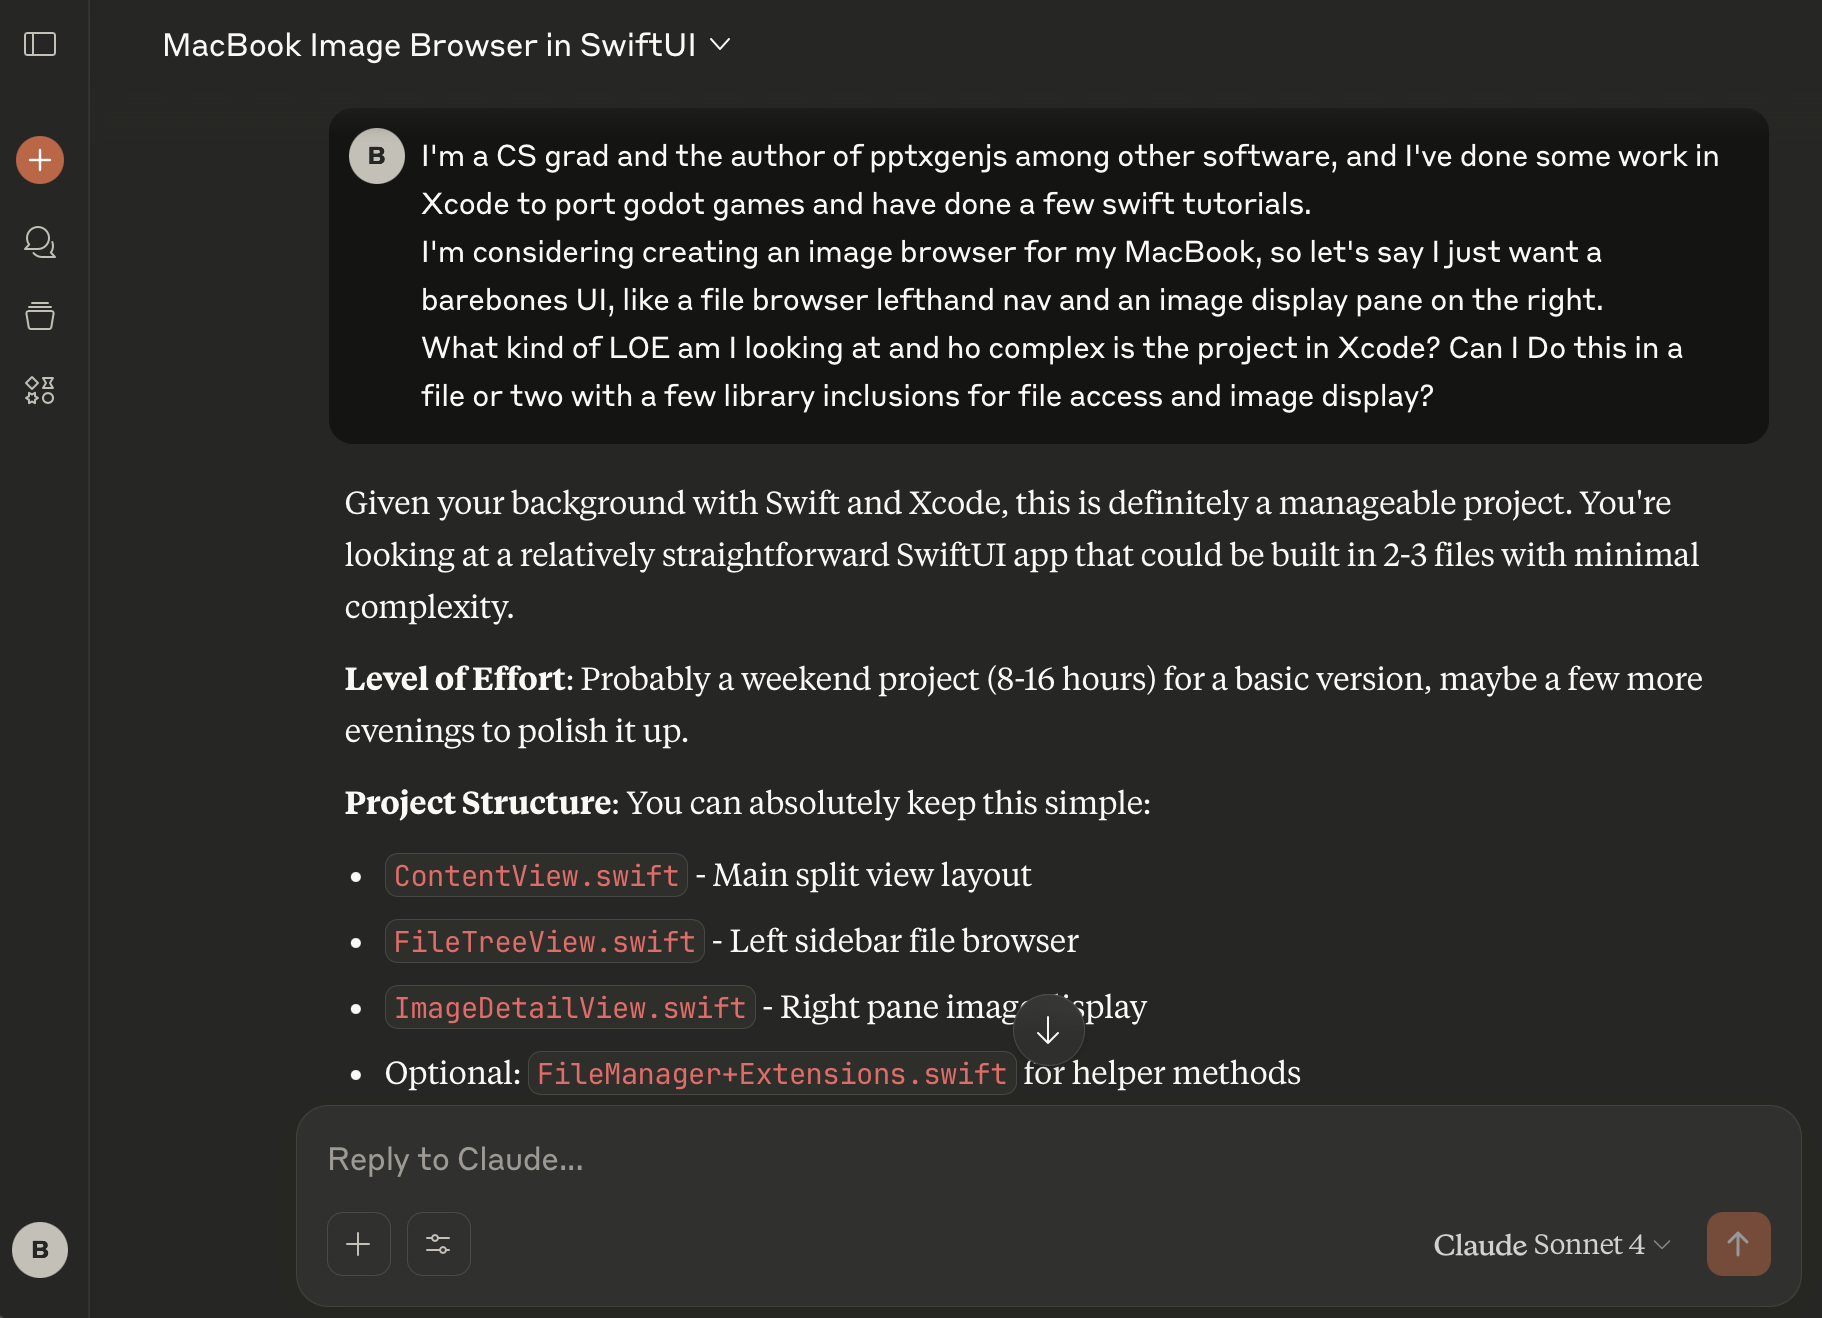 MacBook Image Browser in SwiftUI
B
I'm a CS grad and the author of pptxgenjs among other software, and I've done some work in
Xcode to port godot games and have done a few swift tutorials.
I'm considering creating an image browser for my MacBook, so let's say I just want a
barebones UI, like a file browser lefthand nav and an image display pane on the right.
What kind of LOE am I looking at and ho complex is the project in Xcode? Can I Do this in a
file or two with a few library inclusions for file access and image display?
Given your background with Swift and Xcode, this is definitely a manageable project. You're
looking at a relatively straightforward SwiftUI app that could be built in 2-3 files with minimal
complexity.
Level of Effort: Probably a weekend project (8-16 hours) for a basic version, maybe a few more
evenings to polish it up.
Project Structure: You can absolutely keep this simple:
• ContentView.swift - Main split view layout
• FileTreeView.swift - Left sidebar file browser
• ImageDetailView.swift - Right pane image display
• Optional: FileManager+Extensions.swift for helper methods
Reply to Claude...
B
Claude Sonnet 4